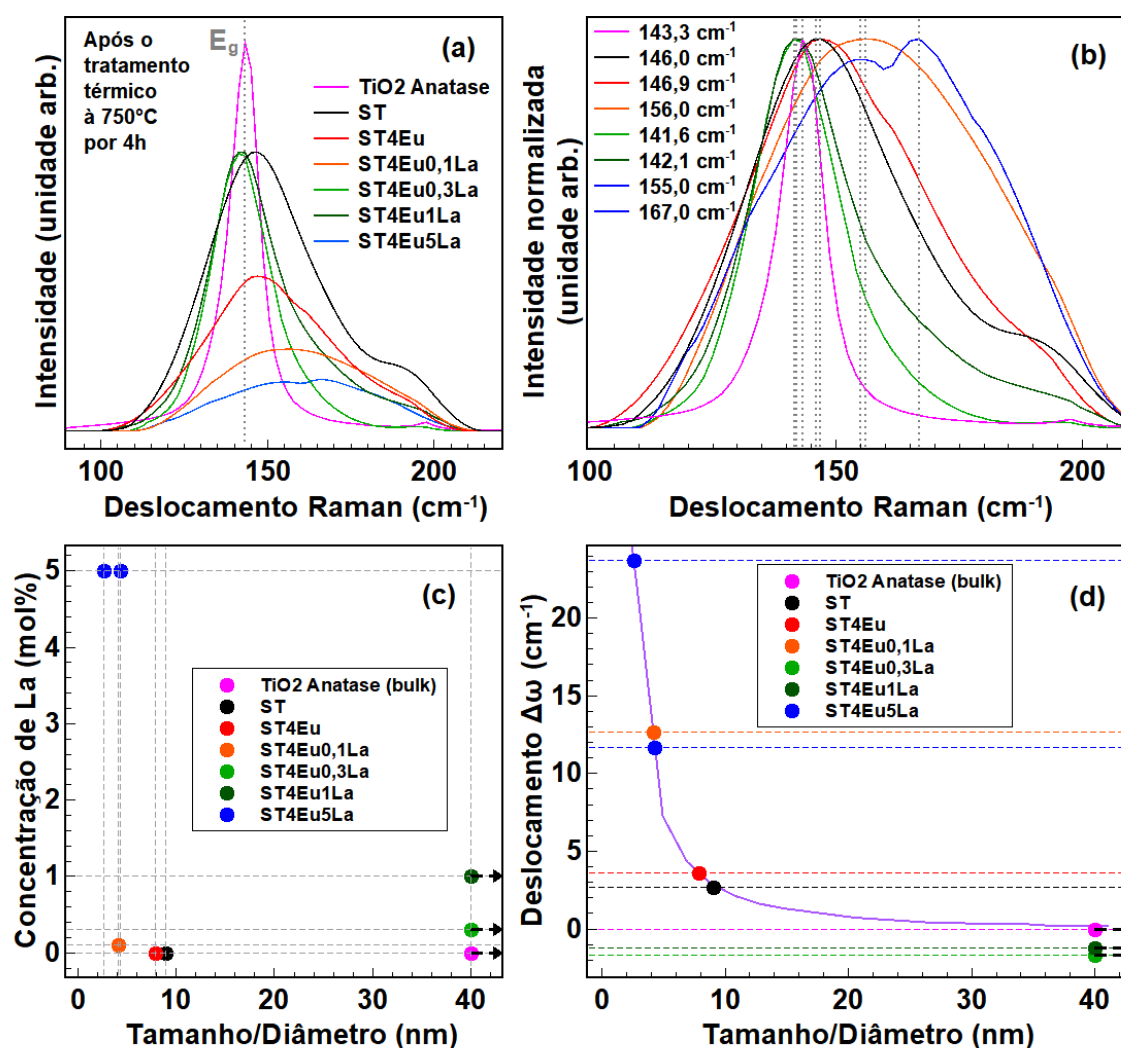 Após o
tratamento
térmico
à 750ºC
por 4h
E_g
(a)
TiO2 Anatase
ST
ST4Eu
ST4Eu0,1La
ST4Eu0,3La
ST4Eu1La
ST4Eu5La
Intensidade (unidade arb.)
100 150 200
Deslocamento Raman (cm⁻¹)
(b)
143,3 cm⁻¹
146,0 cm⁻¹
146,9 cm⁻¹
156,0 cm⁻¹
141,6 cm⁻¹
142,1 cm⁻¹
155,0 cm⁻¹
167,0 cm⁻¹
Intensidade normalizada
(unidade arb.)
100 150 200
Deslocamento Raman (cm⁻¹)
(c)
Concentração de La (mol%)
5
4
3
2
1
0
TiO2 Anatase (bulk)
ST
ST4Eu
ST4Eu0,1La
ST4Eu0,3La
ST4Eu1La
ST4Eu5La
0 10 20 30 40
Tamanho/Diâmetro (nm)
(d)
Deslocamento Δω (cm⁻¹)
20
15
10
5
0
TiO2 Anatase (bulk)
ST
ST4Eu
ST4Eu0,1La
ST4Eu0,3La
ST4Eu1La
ST4Eu5La
0 10 20 30 40
Tamanho/Diâmetro (nm)